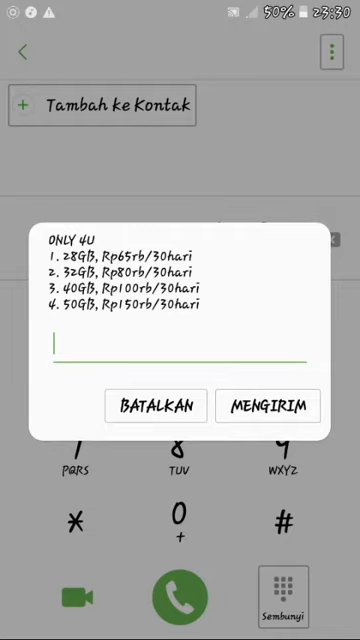 50% 23:30
+ Tambah ke Kontak
ONLY 4U
1. 28GB, Rp65rb/30hari
2. 32GB, Rp80rb/30hari
3. 40GB, Rp100rb/30hari
4. 50GB, Rp150rb/30hari
BATALKAN MENGIRIM
7 8 9
PQRS TUV WXYZ
* 0 #
+
Sembunyi